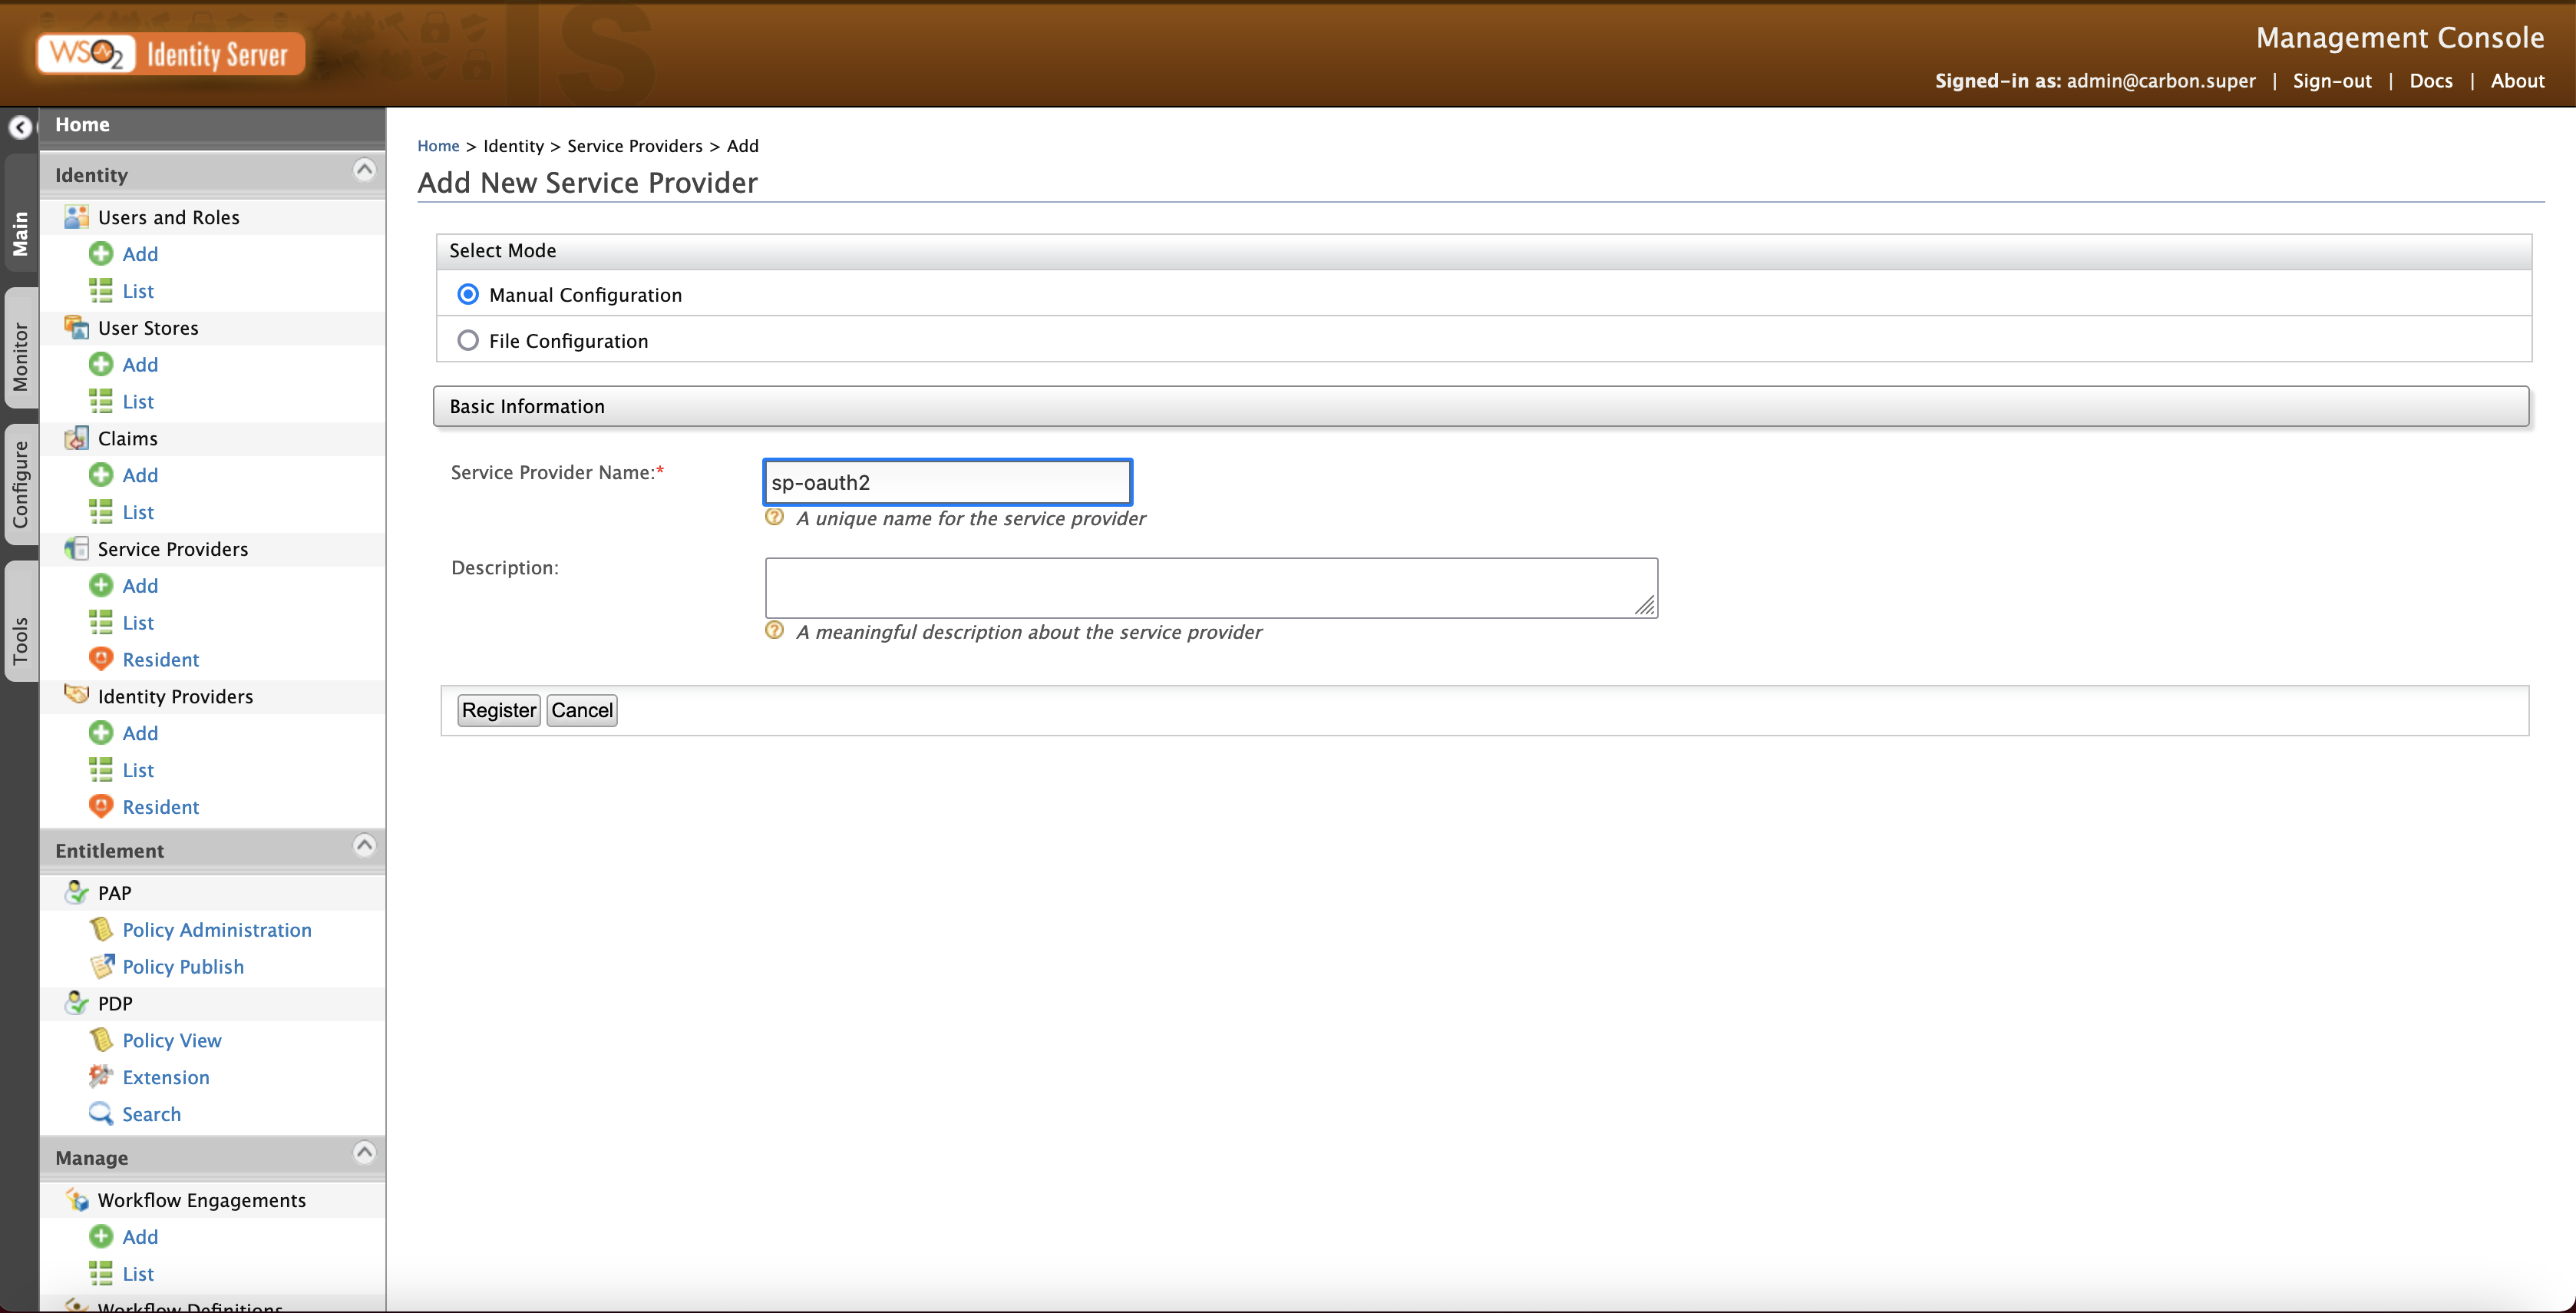 WSO2 Identity Server
Management Console
Signed-in as: admin@carbon.super | Sign-out | Docs | About
Main
Monitor
Configure
Tools
Home
Identity
Users and Roles
Add
List
User Stores
Add
List
Claims
Add
List
Service Providers
Add
List
Resident
Identity Providers
Add
List
Resident
Entitlement
PAP
Policy Administration
Policy Publish
PDP
Policy View
Extension
Search
Manage
Workflow Engagements
Add
List
Workflow Definitions
Home > Identity > Service Providers > Add
Add New Service Provider
Select Mode
Manual Configuration
File Configuration
Basic Information
Service Provider Name:*
sp-oauth2
A unique name for the service provider
Description:
A meaningful description about the service provider
Register Cancel